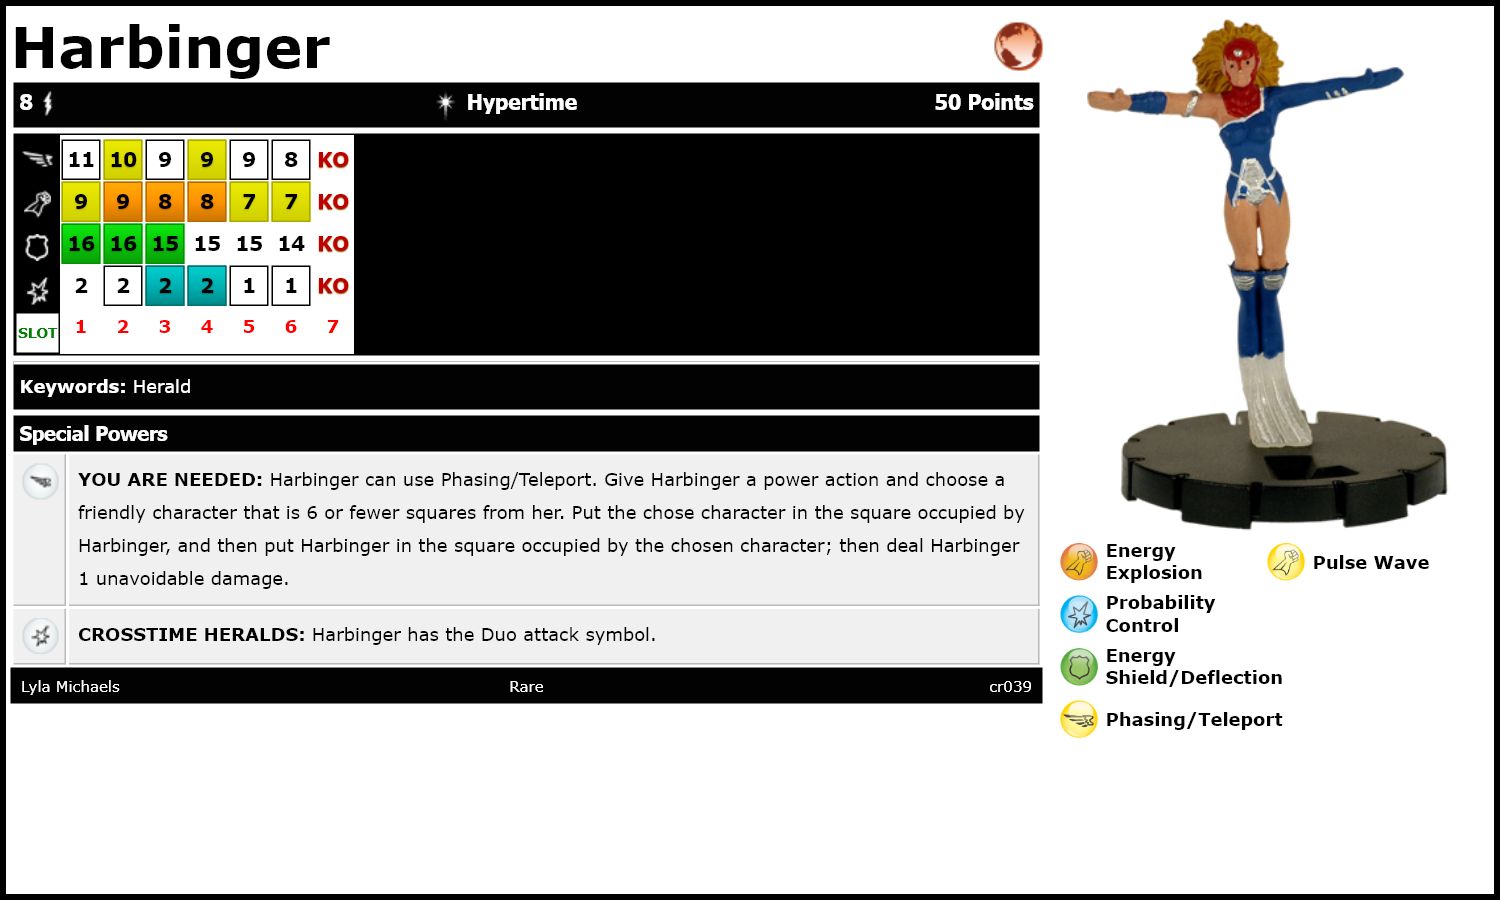 Harbinger
8 Hypertime 50 Points
11 10 9 9 9 8 KO
9 9 8 8 7 7 KO
16 16 15 15 15 14 KO
2 2 2 2 1 1 KO
SLOT 1 2 3 4 5 6 7
Keywords: Herald
Special Powers
YOU ARE NEEDED: Harbinger can use Phasing/Teleport. Give Harbinger a power action and choose a
friendly character that is 6 or fewer squares from her. Put the chose character in the square occupied by
Harbinger, and then put Harbinger in the square occupied by the chosen character; then deal Harbinger
1 unavoidable damage.
CROSSTIME HERALDS: Harbinger has the Duo attack symbol.
Lyla Michaels Rare cr039
Energy
Explosion
Pulse Wave
Probability
Control
Energy
Shield/Deflection
Phasing/Teleport